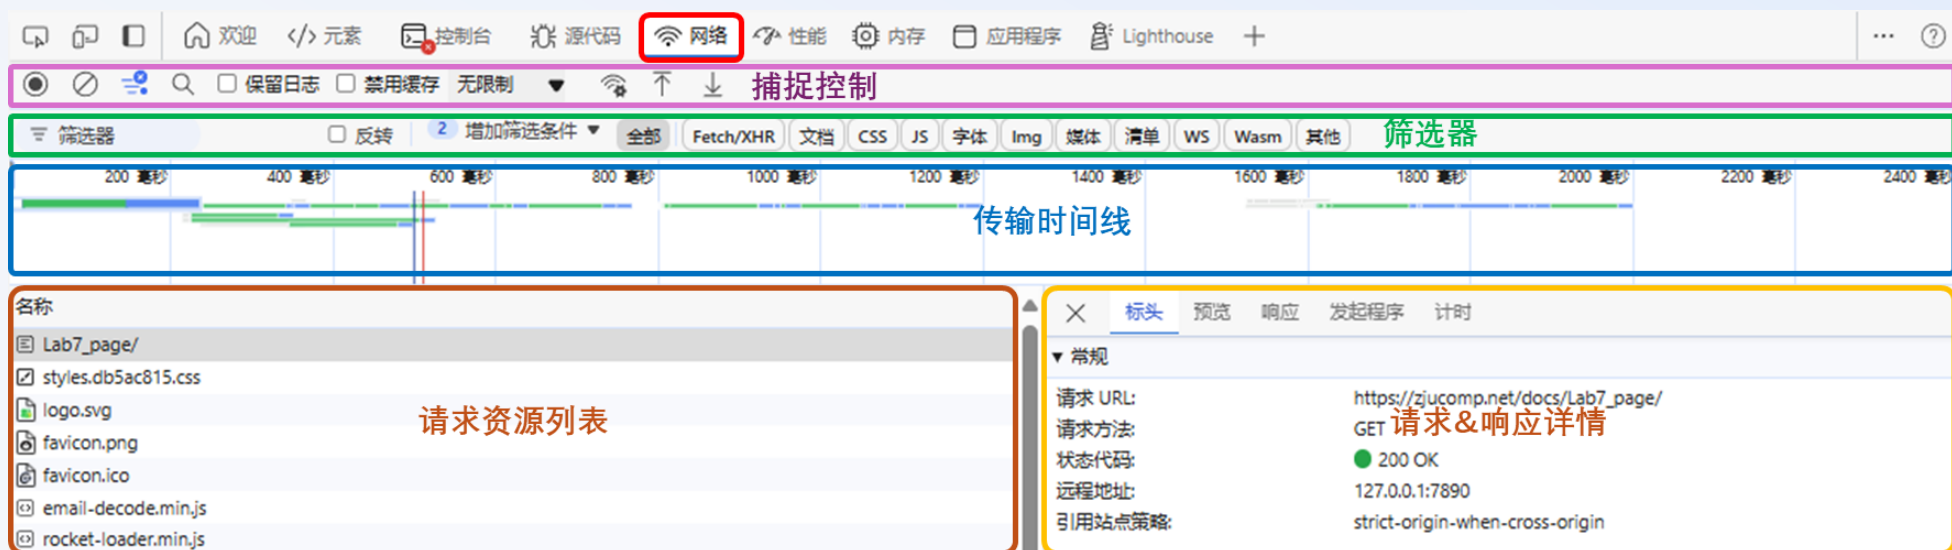 欢迎 元素 控制台 源代码 网络 性能 内存 应用程序 Lighthouse
保留日志 禁用缓存 无限制 捕捉控制
筛选器 反转 2 增加筛选条件 全部 Fetch/XHR 文档 CSS JS 字体 Img 媒体 清单 WS Wasm 其他 筛选器
200 毫秒 400 毫秒 600 毫秒 800 毫秒 1000 毫秒 1200 毫秒 1400 毫秒 1600 毫秒 1800 毫秒 2000 毫秒 2200 毫秒 2400 毫秒
传输时间线
名称
Lab7_page/
styles.db5ac815.css
logo.svg
favicon.png
favicon.ico
email-decode.min.js
rocket-loader.min.js
请求资源列表
标头 预览 响应 发起程序 计时
常规
请求 URL: https://zjucomp.net/docs/Lab7_page/
请求方法: GET
请求&响应详情
状态代码: 200 OK
远程地址: 127.0.0.1:7890
引用站点策略: strict-origin-when-cross-origin